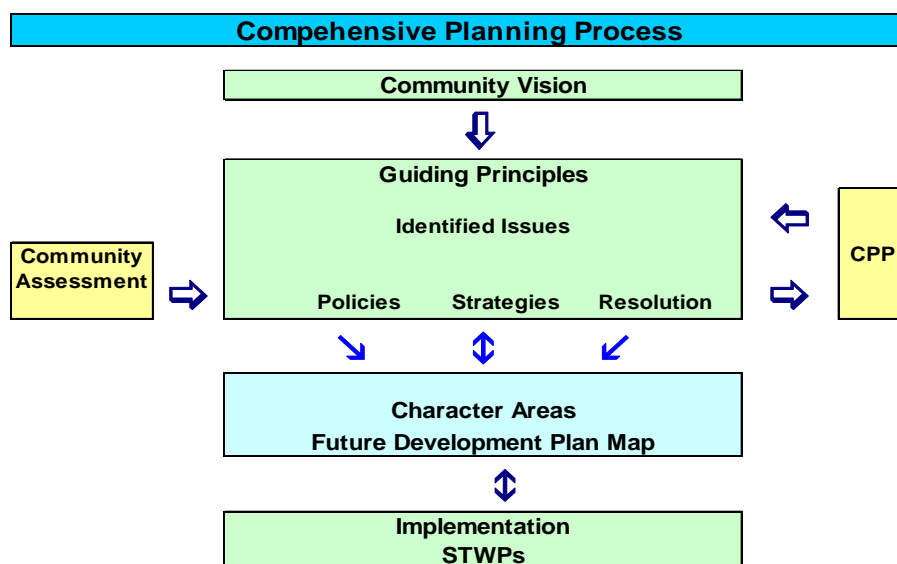 Compehensive Planning Process
Community Vision
Guiding Principles
Identified Issues
Community
Assessment
CPP
Policies Strategies Resolution
Character Areas
Future Development Plan Map
Implementation
STWPs